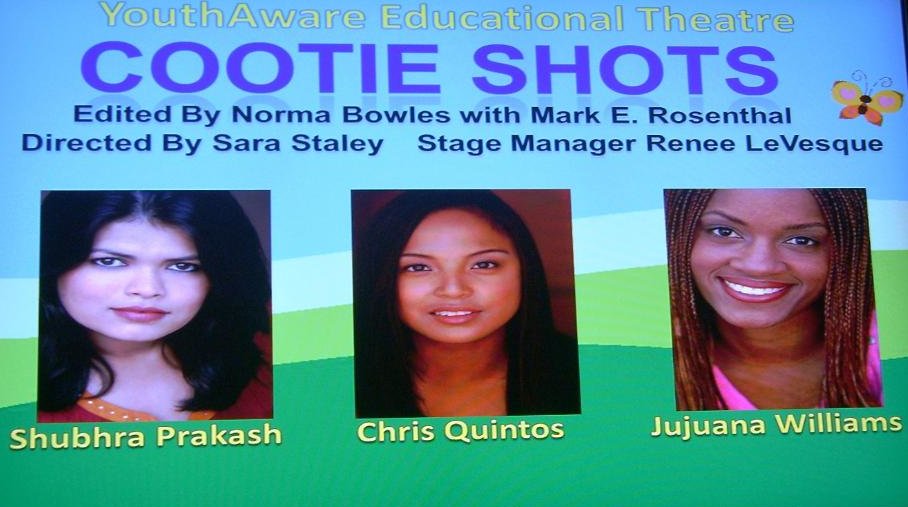 YouthAware Educational Theatre
COOTIE SHOTS
Edited By Norma Bowles with Mark E. Rosenthal
Directed By Sara Staley Stage Manager Renee LeVesque
Shubhra Prakash
Chris Quintos
Jujuana Williams